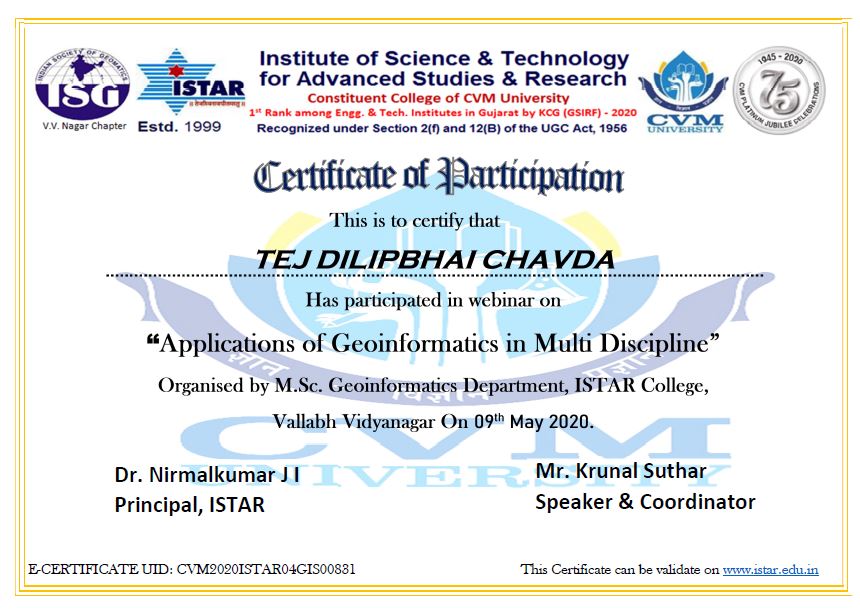 INDIAN SOCIETY OF GEOMATICS
ISG
V.V. Nagar Chapter
ISTAR
Estd. 1999
Institute of Science & Technology
for Advanced Studies & Research
Constituent College of CVM University
1st Rank among Engg. & Tech. Institutes in Gujarat by KCG (GSIRF) - 2020
Recognized under Section 2(f) and 12(B) of the UGC Act, 1956
CVM
UNIVERSITY
1945 - 2020
75
CVM PLATINUM JUBILEE CELEBRATIONS
Certificate of Participation
This is to certify that
TEJ DILIPBHAI CHAVDA
Has participated in webinar on
“Applications of Geoinformatics in Multi Discipline”
Organised by M.Sc. Geoinformatics Department, ISTAR College,
Vallabh Vidyanagar On 09th May 2020.
ज्ञान विज्ञान प्रज्ञान
CVM
UNIVERSITY
Dr. Nirmalkumar J I
Principal, ISTAR
Mr. Krunal Suthar
Speaker & Coordinator
E-CERTIFICATE UID: CVM2020ISTAR04GIS00831
This Certificate can be validate on www.istar.edu.in